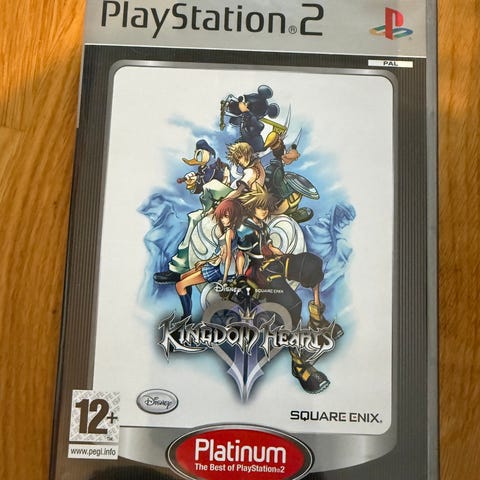 PlayStation®2
PAL
Disney SQUARE ENIX
KINGDOM HEARTS
II
Disney
12+
www.pegi.info
SQUARE ENIX®
Platinum
The Best of PlayStation®2